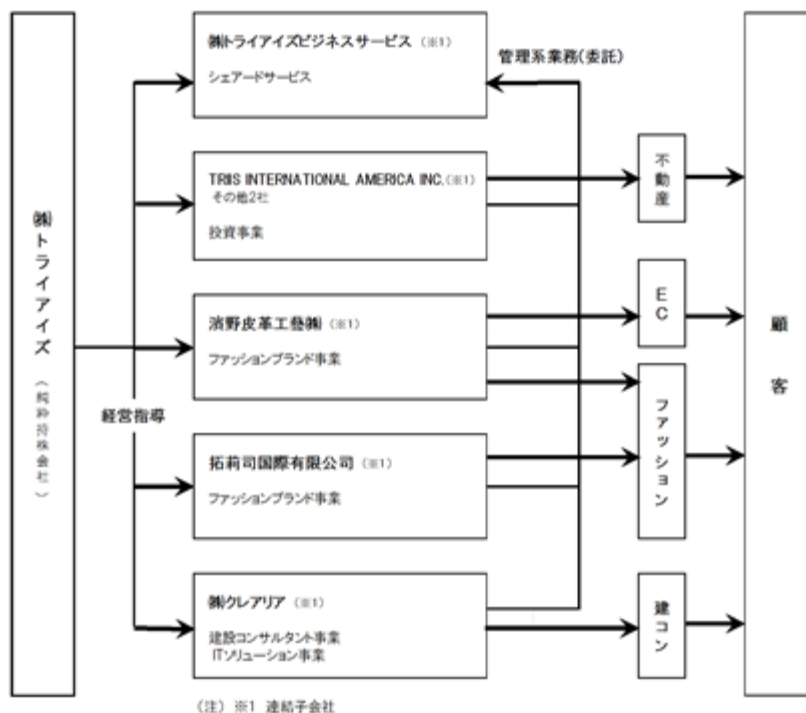 ㈱トライアイズ
（純粋持株会社）
経営指導
㈱トライアイズビジネスサービス （※1）
シェアードサービス
管理系業務(委託)
TRIIS INTERNATIONAL AMERICA INC.（※1）
その他2社
投資事業
濱野皮革工藝㈱ （※1）
ファッションブランド事業
拓莉司国際有限公司 （※1）
ファッションブランド事業
㈱クレアリア （※1）
建設コンサルタント事業
ITソリューション事業
不動産
EC
ファッション
建コン
顧客
（注） ※1 連結子会社